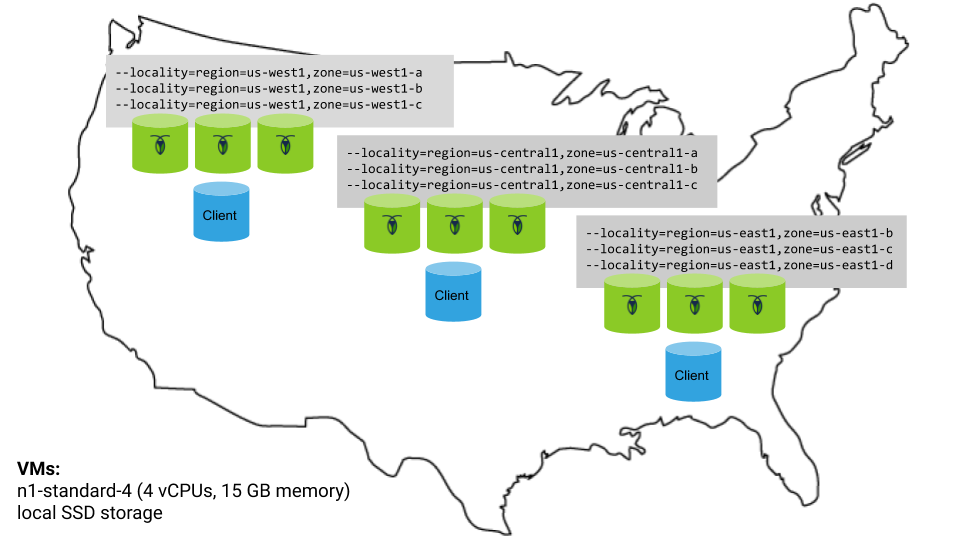 --locality=region=us-west1,zone=us-west1-a
--locality=region=us-west1,zone=us-west1-b
--locality=region=us-west1,zone=us-west1-c
Client
--locality=region=us-central1,zone=us-central1-a
--locality=region=us-central1,zone=us-central1-b
--locality=region=us-central1,zone=us-central1-c
Client
--locality=region=us-east1,zone=us-east1-b
--locality=region=us-east1,zone=us-east1-c
--locality=region=us-east1,zone=us-east1-d
Client
VMs:
n1-standard-4 (4 vCPUs, 15 GB memory)
local SSD storage